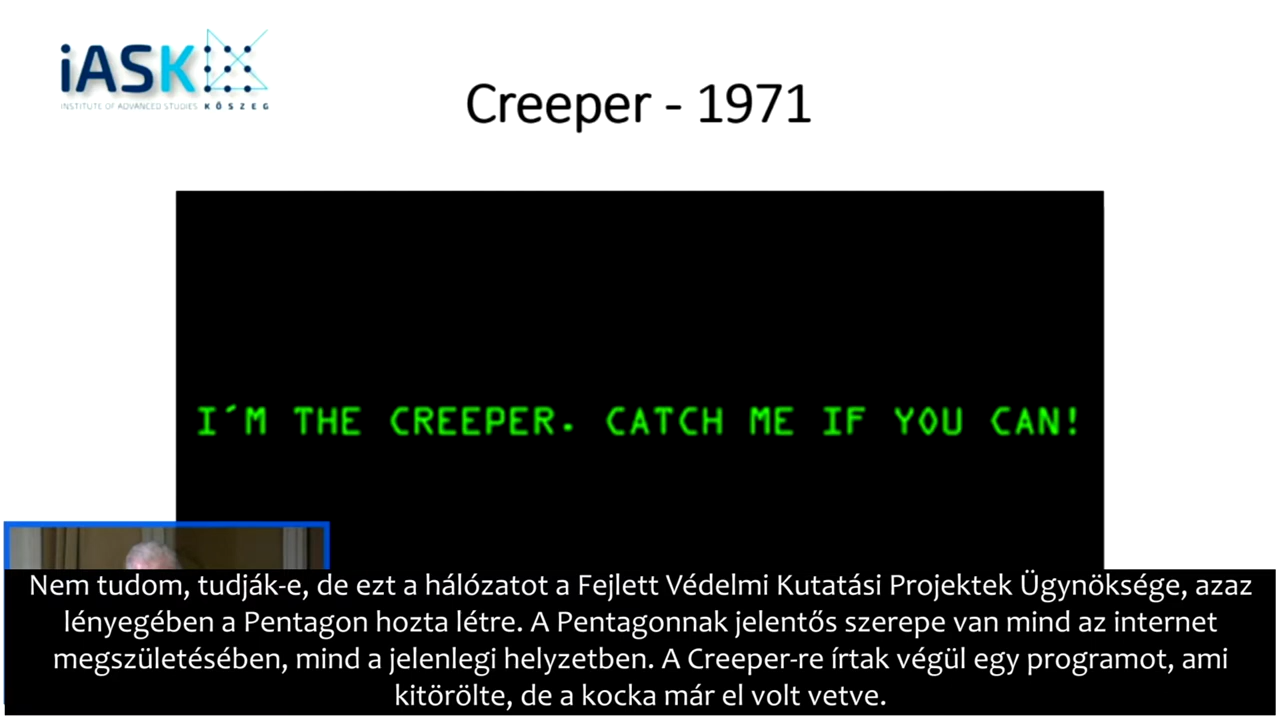 iASK
INSTITUTE OF ADVANCED STUDIES KŐSZEG
Creeper - 1971
I´M THE CREEPER. CATCH ME IF YOU CAN!
Nem tudom, tudják-e, de ezt a hálózatot a Fejlett Védelmi Kutatási Projektek Ügynöksége, azaz
lényegében a Pentagon hozta létre. A Pentagonnak jelentős szerepe van mind az internet
megszületésében, mind a jelenlegi helyzetben. A Creeper-re írtak végül egy programot, ami
kitörölte, de a kocka már el volt vetve.